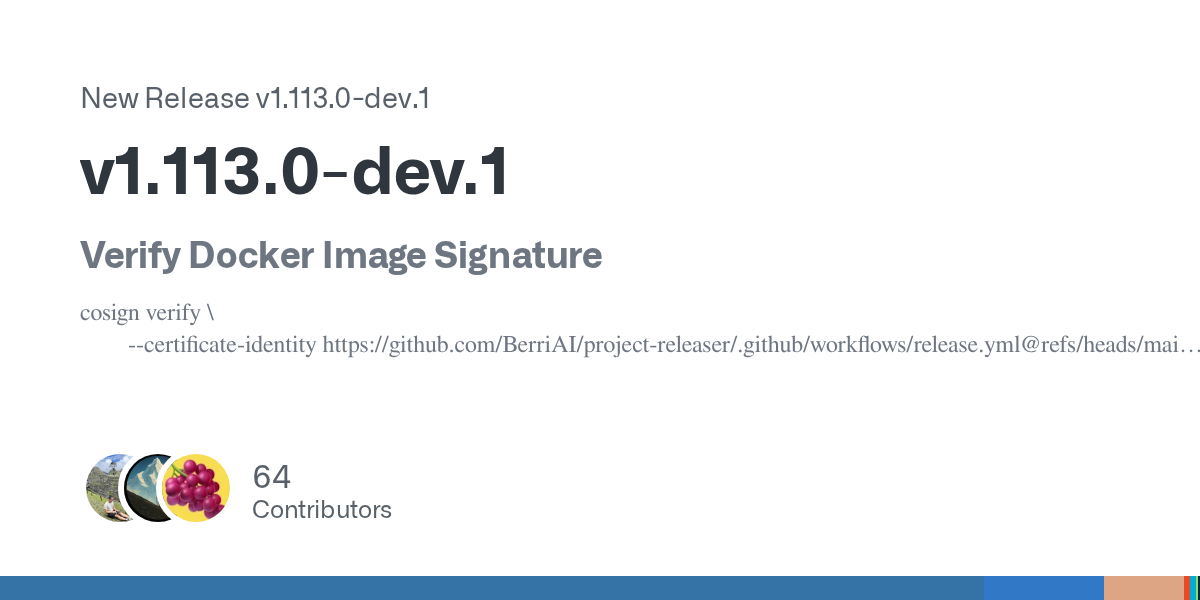 New Release v1.113.0-dev.1
v1.113.0-dev.1
Verify Docker Image Signature
cosign verify \
--certificate-identity https://github.com/BerriAI/project-releaser/.github/workflows/release.yml@refs/heads/mai…
64
Contributors